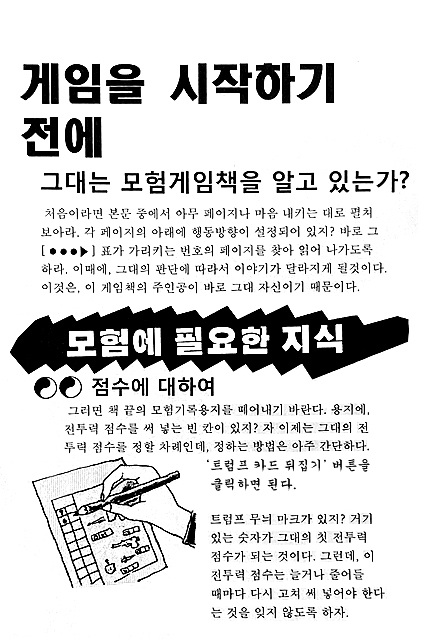 게임을 시작하기
전에
그대는 모험게임책을 알고 있는가?
처음이라면 본문 중에서 아무 페이지나 마음 내키는 대로 펼쳐
보아라. 각 페이지의 아래에 행동방향이 설정되어 있지? 바로 그
[●●●▶] 표가 가리키는 번호의 페이지를 찾아 읽어 나가도록
하라. 이때에, 그대의 판단에 따라서 이야기가 달라지게 될것이다.
이것은, 이 게임책의 주인공이 바로 그대 자신이기 때문이다.
모험에 필요한 지식
점수에 대하여
그러면 책 끝의 모험기록용지를 떼어내기 바란다. 용지에,
전투력 점수를 써 넣는 빈 칸이 있지? 자 이제는 그대의 전
투력 점수를 정할 차례인데, 정하는 방법은 아주 간단하다.
'트럼프 카드 뒤집기' 버튼을
클릭하면 된다.
트럼프 무늬 마크가 있지? 거기
있는 숫자가 그대의 첫 전투력
점수가 되는 것이다. 그런데, 이
전투력 점수는 늘거나 줄어들
때마다 다시 고쳐 써 넣어야 한다
는 것을 잊지 않도록 하자.